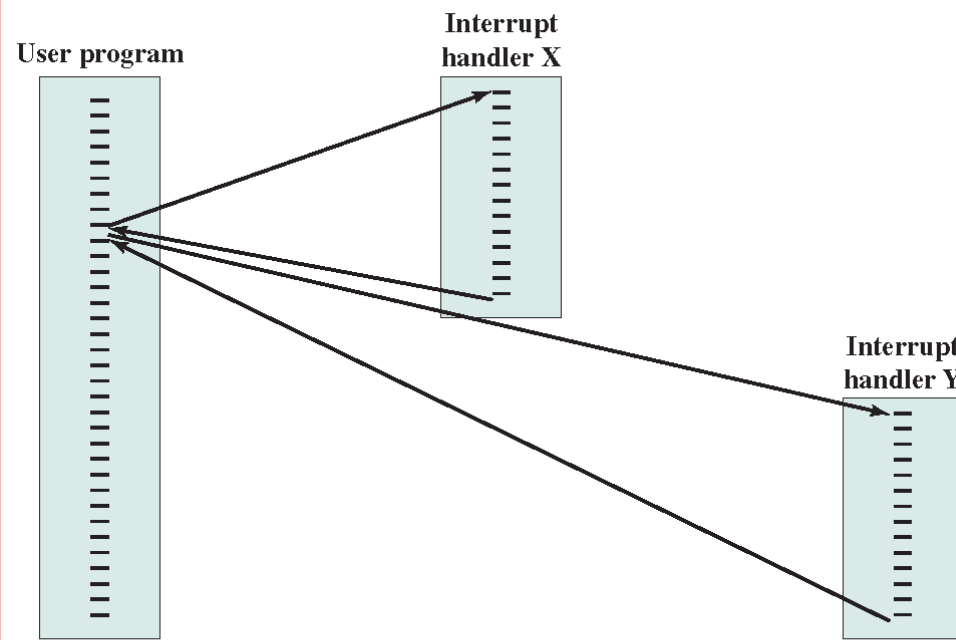 User program
Interrupt
handler X
Interrupt
handler Y